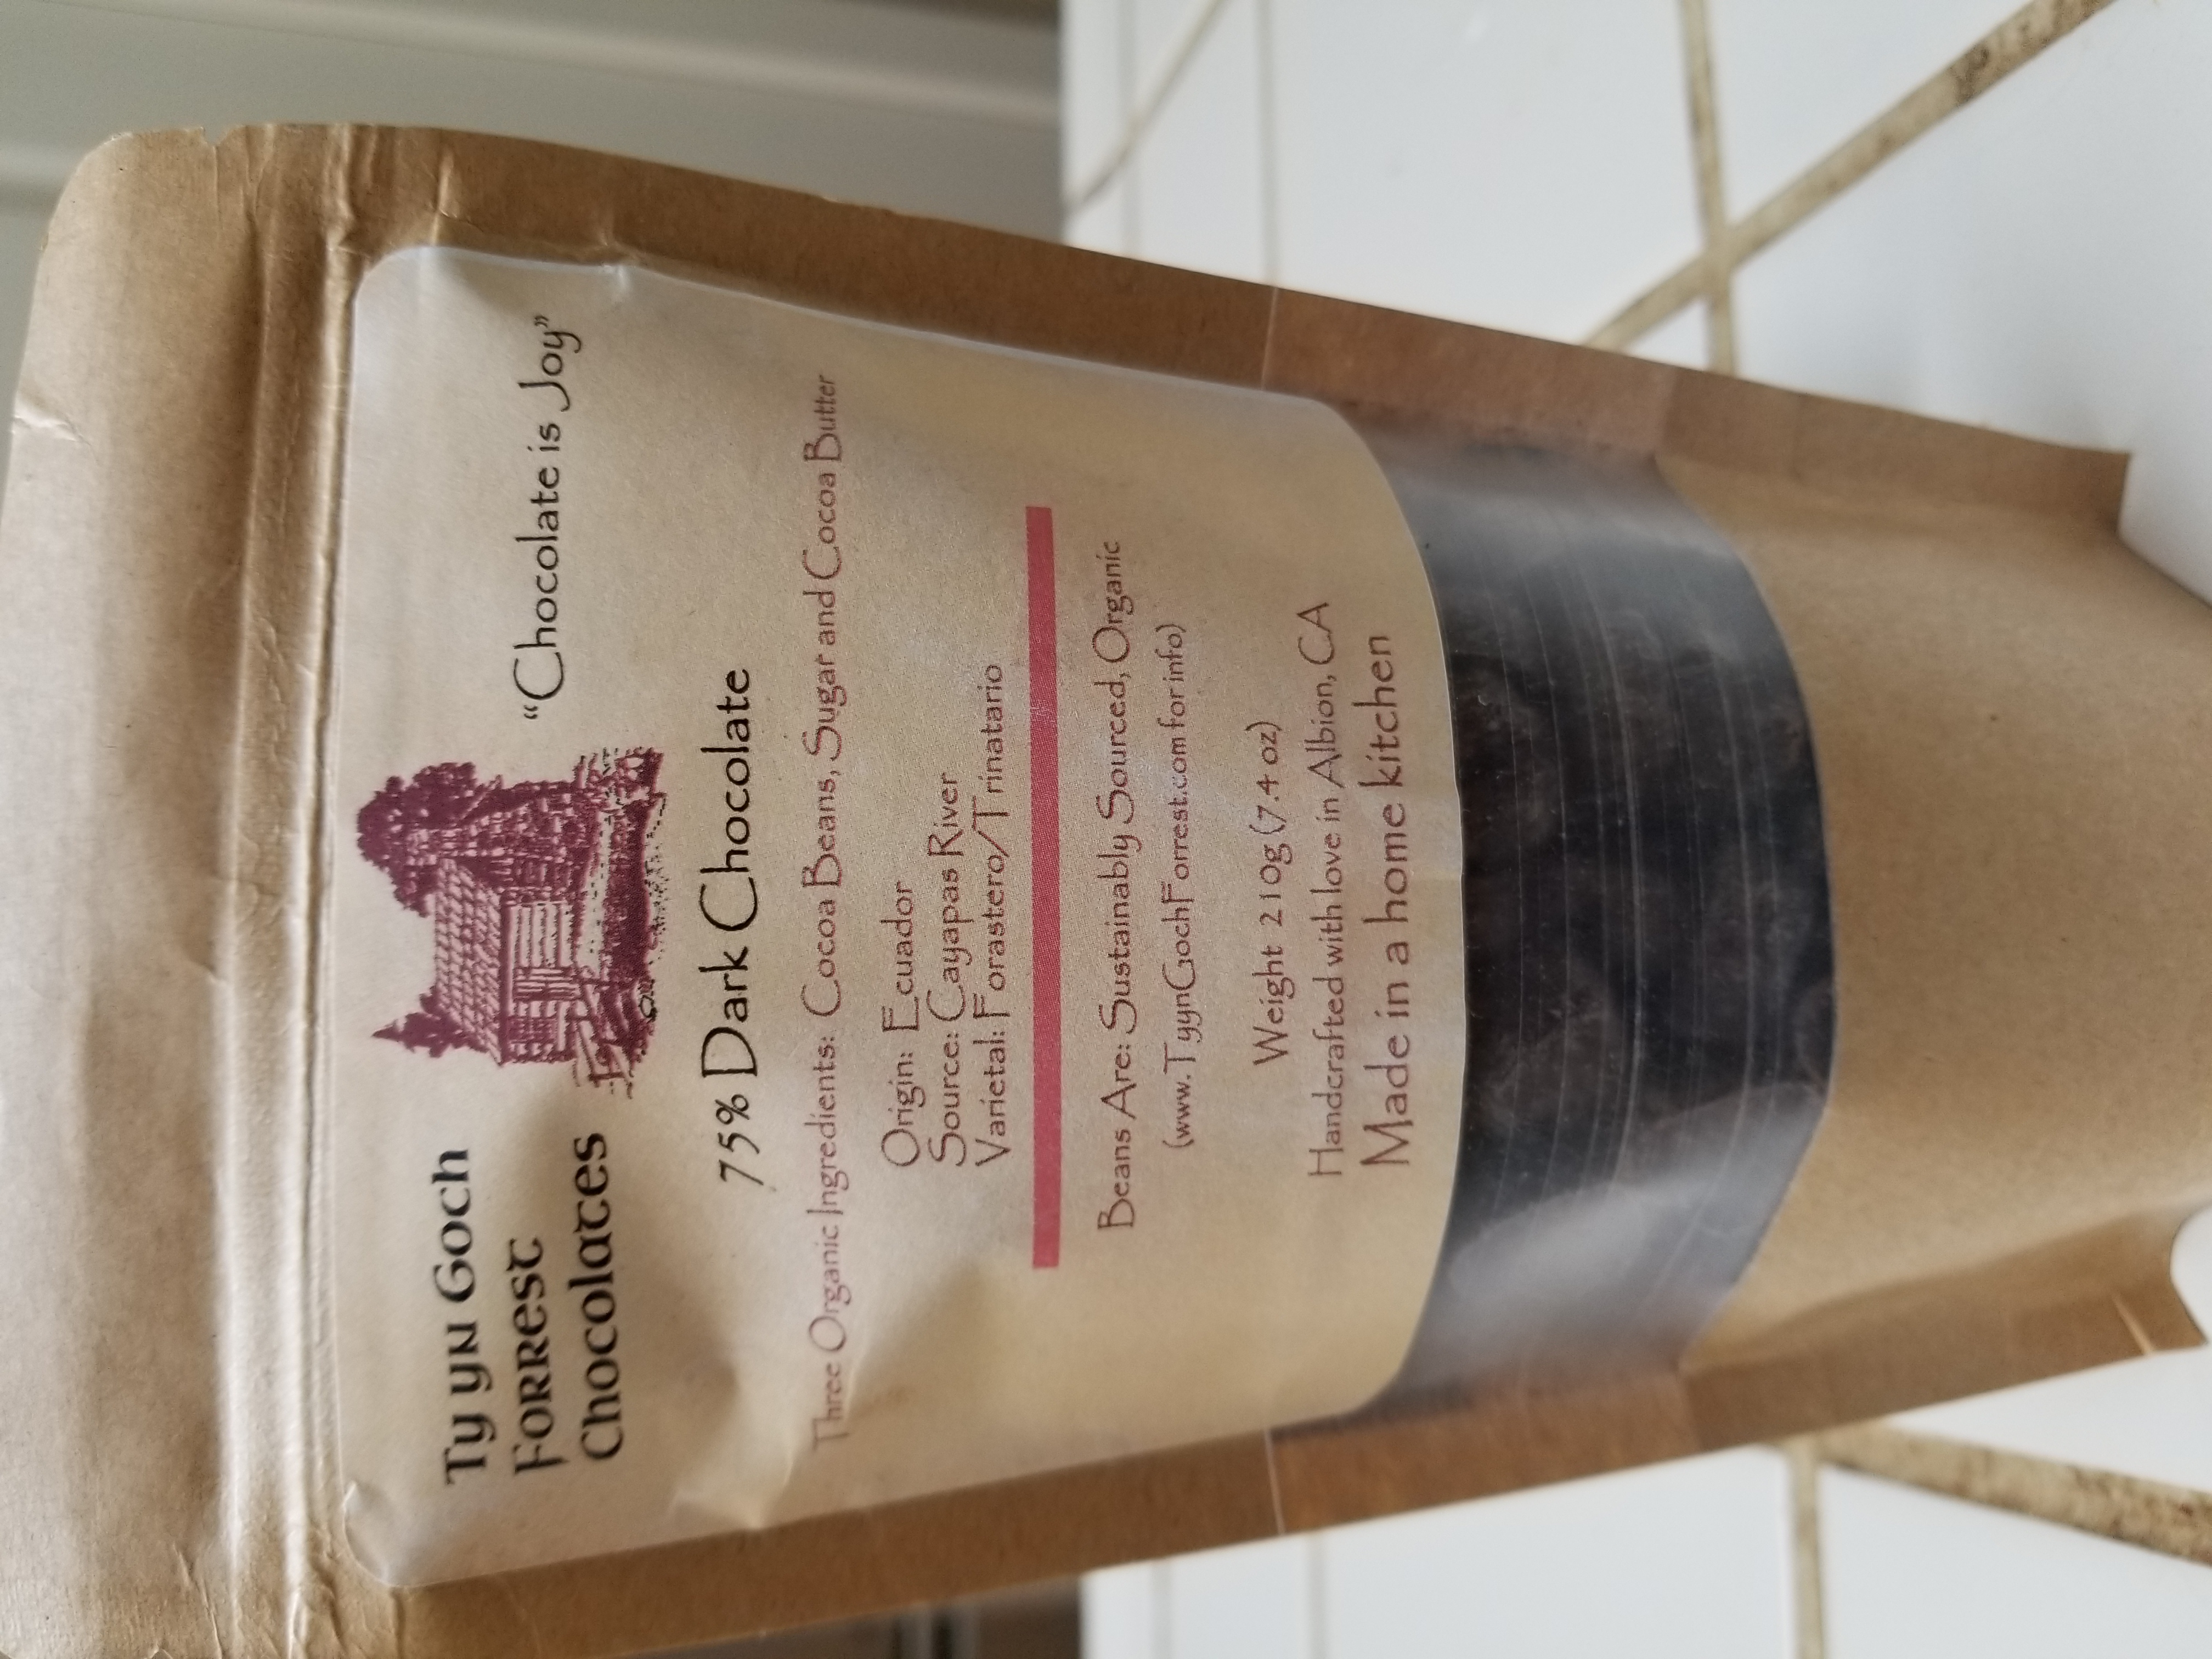 Ty yn Goch
Forrest
Chocolates
"Chocolate is Joy"
75% Dark Chocolate
Three Organic Ingredients: Cocoa Beans, Sugar and Cocoa Butter
Origin: Ecuador
Source: Cayapas River
Varietal: Forastero/Trinatario
Beans Are: Sustainably Sourced, Organic
(www.TyynGochForrest.com for info)
Weight 210g (7.4 oz)
Handcrafted with love in Albion, CA
Made in a home kitchen